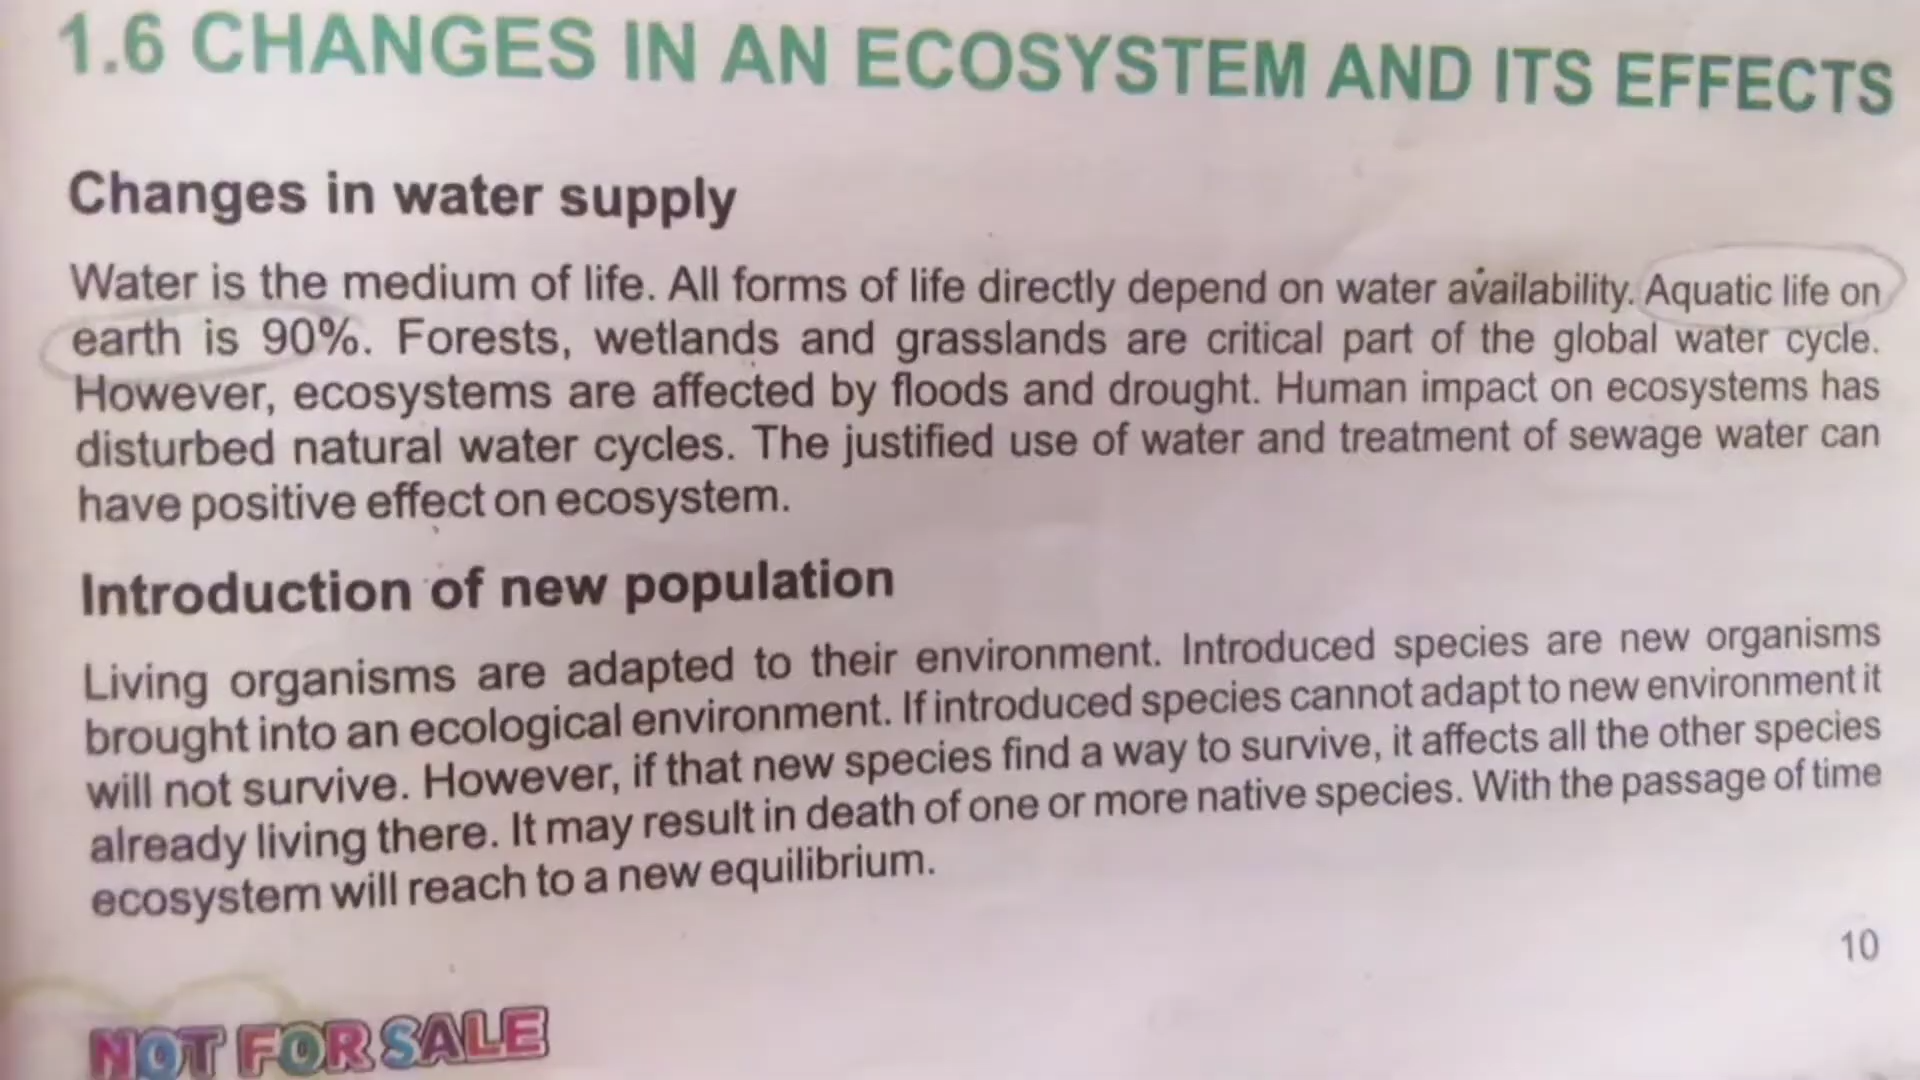 1.6 CHANGES IN AN ECOSYSTEM AND ITS EFFECTS
Changes in water supply
Water is the medium of life. All forms of life directly depend on water availability. Aquatic life on
earth is 90%. Forests, wetlands and grasslands are critical part of the global water cycle.
However, ecosystems are affected by floods and drought. Human impact on ecosystems has
disturbed natural water cycles. The justified use of water and treatment of sewage water can
have positive effect on ecosystem.
Introduction of new population
Living organisms are adapted to their environment. Introduced species are new organisms
brought into an ecological environment. If introduced species cannot adapt to new environment it
will not survive. However, if that new species find a way to survive, it affects all the other species
already living there. It may result in death of one or more native species. With the passage of time
ecosystem will reach to a new equilibrium.
10
NOT FOR SALE